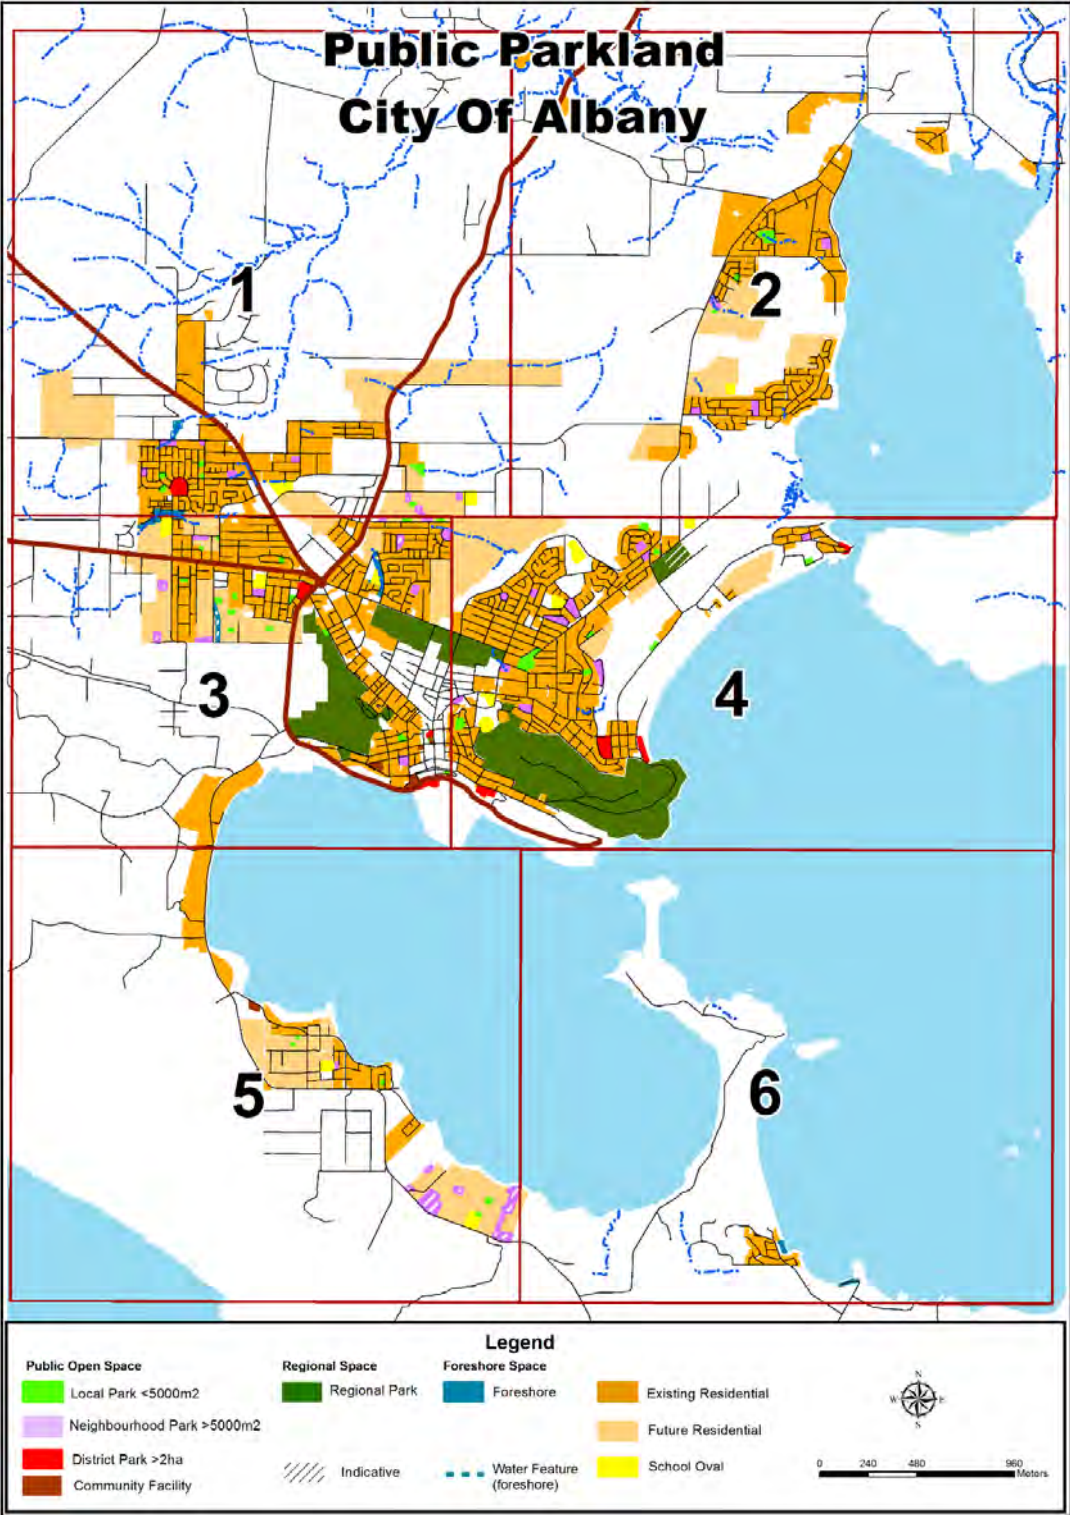 Public Parkland
City Of Albany
1
2
3
4
5
6
Legend
Public Open Space
Local Park <5000m2
Neighbourhood Park >5000m2
District Park >2ha
Community Facility
Regional Space
Regional Park
Indicative
Foreshore Space
Foreshore
Water Feature
(foreshore)
Existing Residential
Future Residential
School Oval
N
W E
S
0 240 480 960
Meters